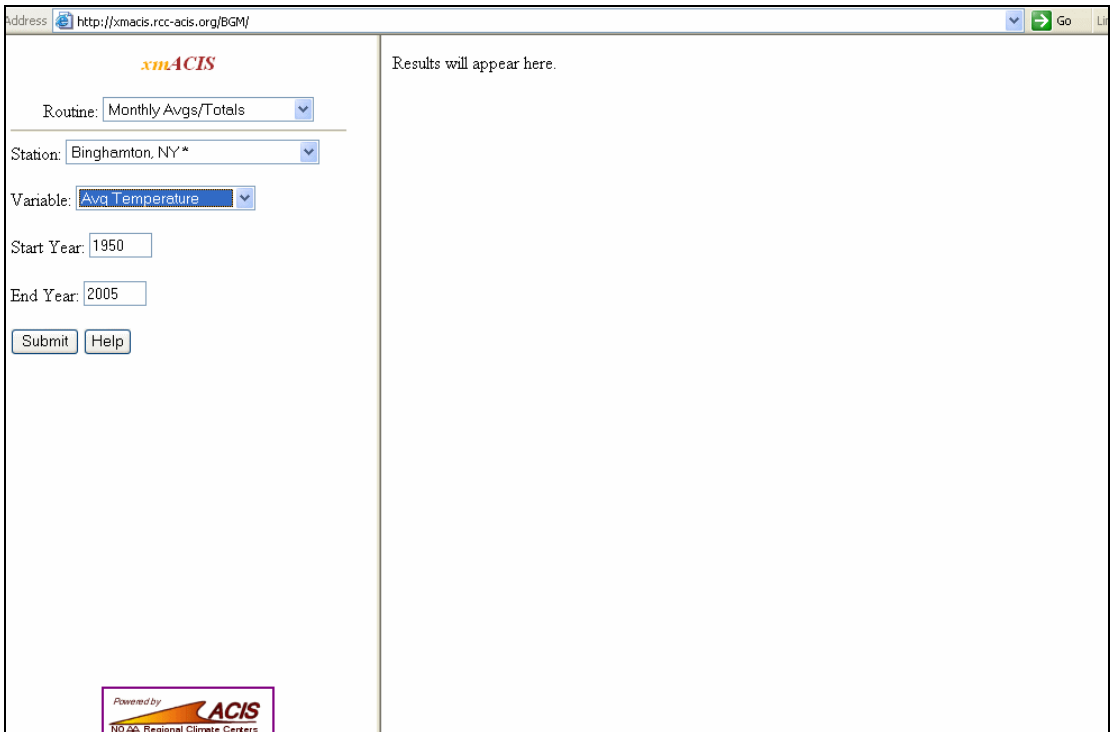 Address http://xmacis.rcc-acis.org/BGM/ Go
xmACIS
Routine: Monthly Avgs/Totals
Station: Binghamton, NY*
Variable: Avg Temperature
Start Year: 1950
End Year: 2005
Submit Help
Results will appear here.
Powered by
ACIS
NOAA Regional Climate Centers